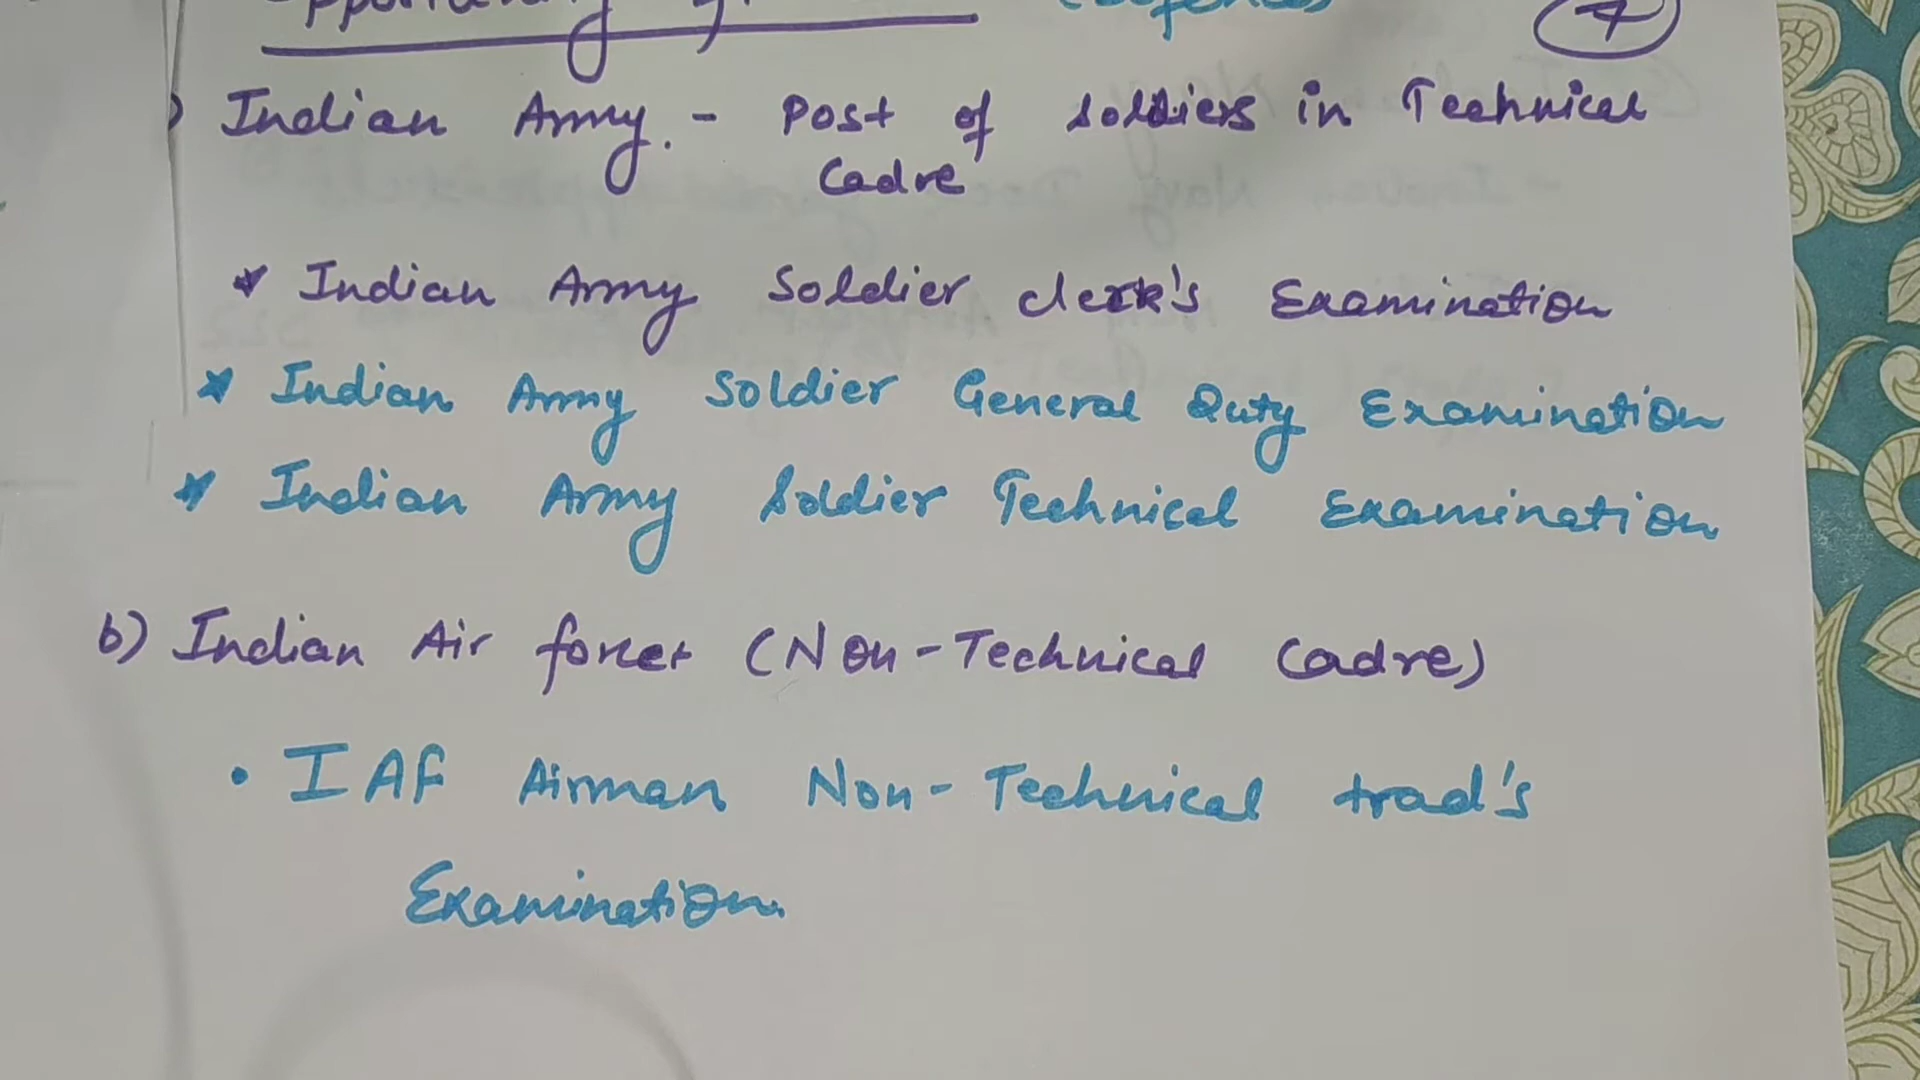 7
Indian Army. - Post of soldiers in Technical
Cadre
* Indian Army Soldier clerk's Examination
* Indian Army Soldier General Duty Examination
* Indian Army Soldier Technical Examination
b) Indian Air forcer (Non-Technical Cadre)
• IAF Airman Non-Technical trad's
Examination.